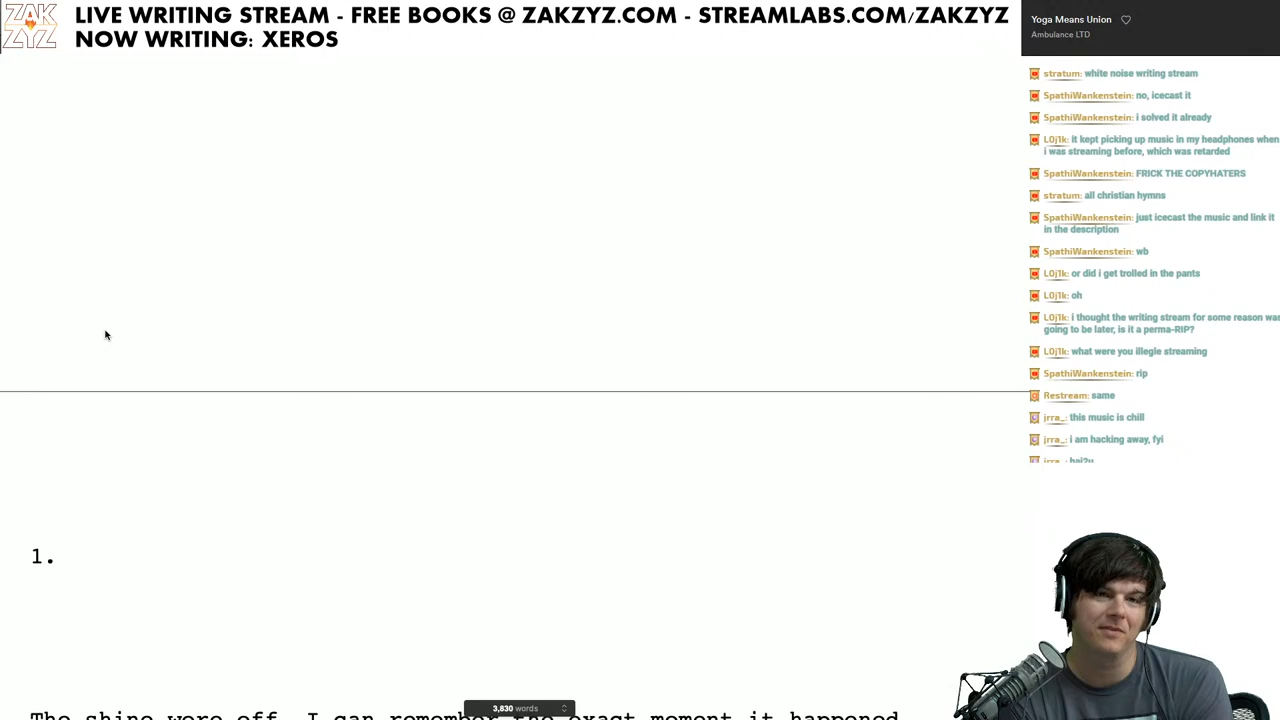 ZAK
ZYZ
LIVE WRITING STREAM - FREE BOOKS @ ZAKZYZ.COM - STREAMLABS.COM/ZAKZYZ
NOW WRITING: XEROS
Yoga Means Union
Ambulance LTD
stratum: white noise writing stream
SpathiWankenstein: no, icecast it
SpathiWankenstein: i solved it already
L0j1k: it kept picking up music in my headphones when
i was streaming before, which was retarded
SpathiWankenstein: FRICK THE COPYHATERS
stratum: all christian hymns
SpathiWankenstein: just icecast the music and link it
in the description
SpathiWankenstein: wb
L0j1k: or did i get trolled in the pants
L0j1k: oh
L0j1k: i thought the writing stream for some reason was
going to be later, is it a perma-RIP?
L0j1k: what were you illegle streaming
SpathiWankenstein: rip
Restream: same
jrra_: this music is chill
jrra_: i am hacking away, fyi
jrra_: hai2u
1.
The shine wore off. I can remember the exact moment it happened
3,830 words